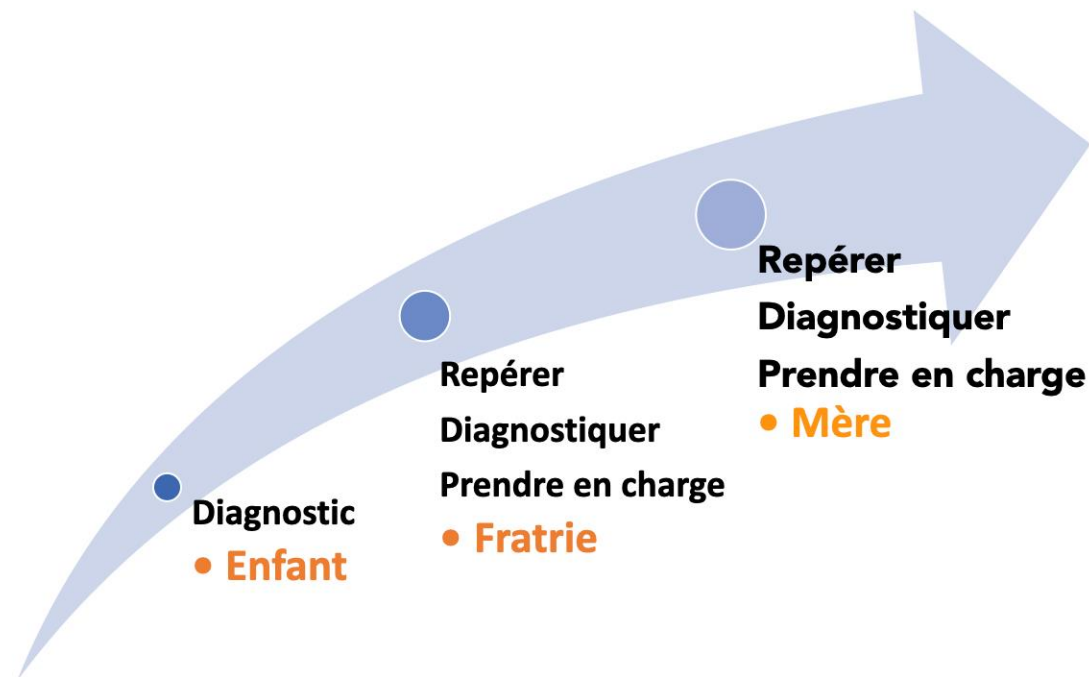 Diagnostic
• Enfant
Repérer
Diagnostiquer
Prendre en charge
• Fratrie
Repérer
Diagnostiquer
Prendre en charge
• Mère